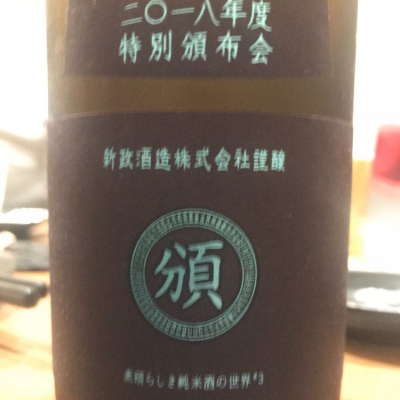 二〇一八年度
特別頒布会
新政酒造株式会社謹醸
頒
素晴らしき純米酒の世界#3